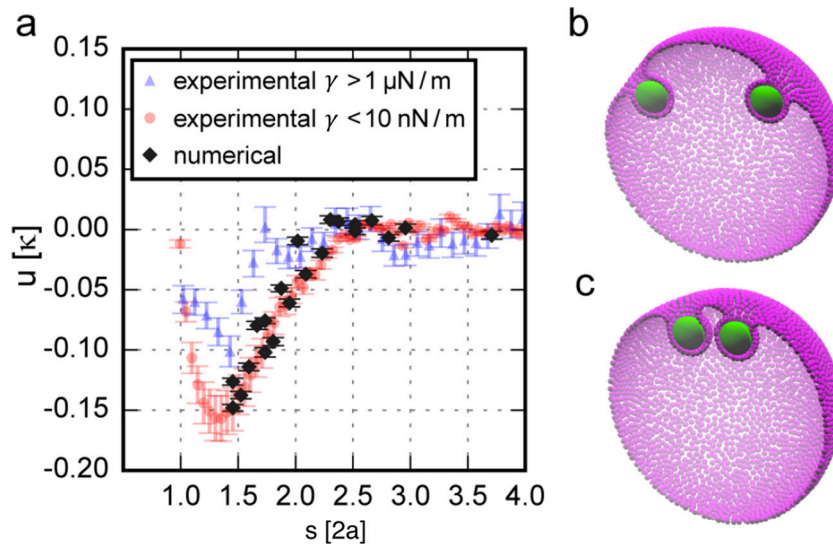 a
0.15
0.10
0.05
0.00
-0.05
-0.10
-0.15
-0.20
u [κ]
experimental γ > 1 μN / m
experimental γ < 10 nN / m
numerical
1.0 1.5 2.0 2.5 3.0 3.5 4.0
s [2a]
b
c